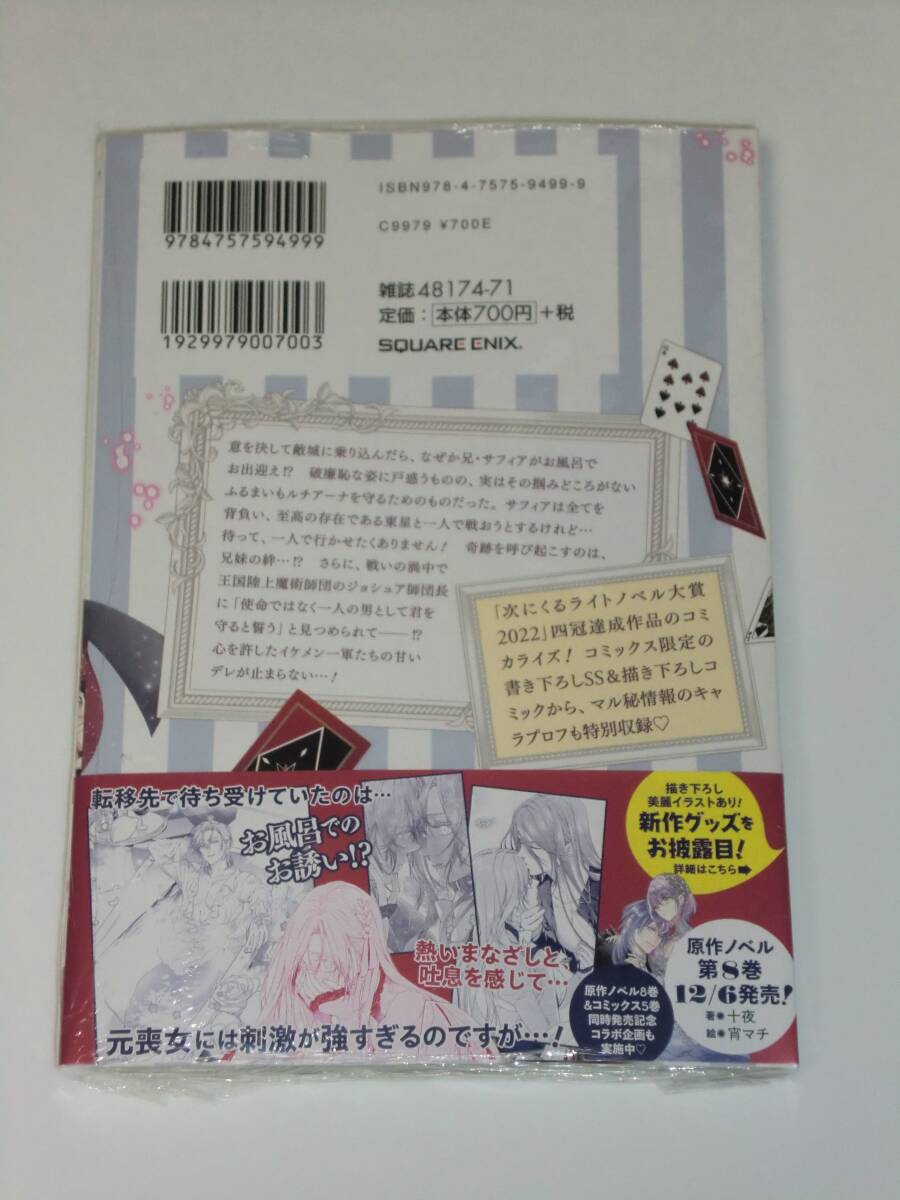 ISBN978-4-7575-9499-9
9784757594999
C9979 ¥700E
雑誌 48174-71
定価：本体700円+税
1929979007003
SQUARE ENIX.
意を決して敵城に乗り込んだら、なぜか兄・サフィアがお風呂で
お出迎え!?　破廉恥な姿に戸惑うものの、実はその掴みどころがない
ふるまいもルチアーナを守るためのものだった。サフィアは全てを
背負い、至高の存在である東星と一人で戦おうとするけれど…
待って、一人で行かせたくありません！　奇跡を呼び起こすのは、
兄妹の絆…!?　さらに、戦いの渦中で
王国陸上魔術師団のジョシュア師団長
に「使命ではなく一人の男として君を
守ると誓う」と見つめられて――!?
心を許したイケメン一軍たちの甘い
デレが止まらない…！
「次にくるライトノベル大賞
2022」四冠達成作品のコミ
カライズ！ コミックス限定の
書き下ろしSS&描き下ろしコ
ミックから、マル秘情報のキャ
ラプロフも特別収録♡
転移先で待ち受けていたのは…
お風呂での
お誘い!?
熱いまなざしと、
吐息を感じて…
元喪女には刺激が強すぎるのですが…！
描き下ろし
美麗イラストあり!
新作グッズを
お披露目！
詳細はこちら➡
原作ノベル8巻
&コミックス5巻
同時発売記念
コラボ企画も
実施中♡
原作ノベル
第8巻
12/6発売！
著●十夜
絵●宵マチ